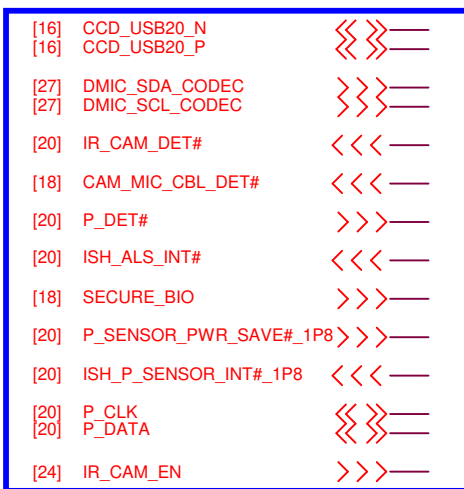 [16] CCD_USB20_N
[16] CCD_USB20_P
[27] DMIC_SDA_CODEC
[27] DMIC_SCL_CODEC
[20] IR_CAM_DET#
[18] CAM_MIC_CBL_DET#
[20] P_DET#
[20] ISH_ALS_INT#
[18] SECURE_BIO
[20] P_SENSOR_PWR_SAVE#_1P8
[20] ISH_P_SENSOR_INT#_1P8
[20] P_CLK
[20] P_DATA
[24] IR_CAM_EN